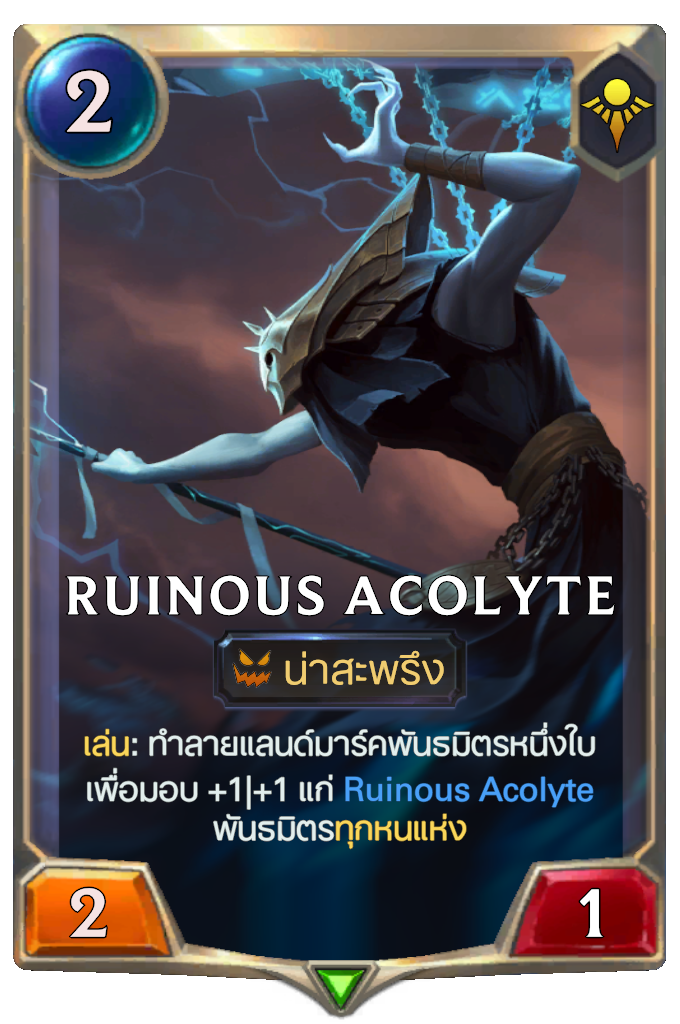 2
RUINOUS ACOLYTE
น่าสะพรึง
เล่น: ทำลายแลนด์มาร์คพันธมิตรหนึ่งใบ
เพื่อมอบ +1|+1 แก่ Ruinous Acolyte
พันธมิตรทุกหนแห่ง
2
1